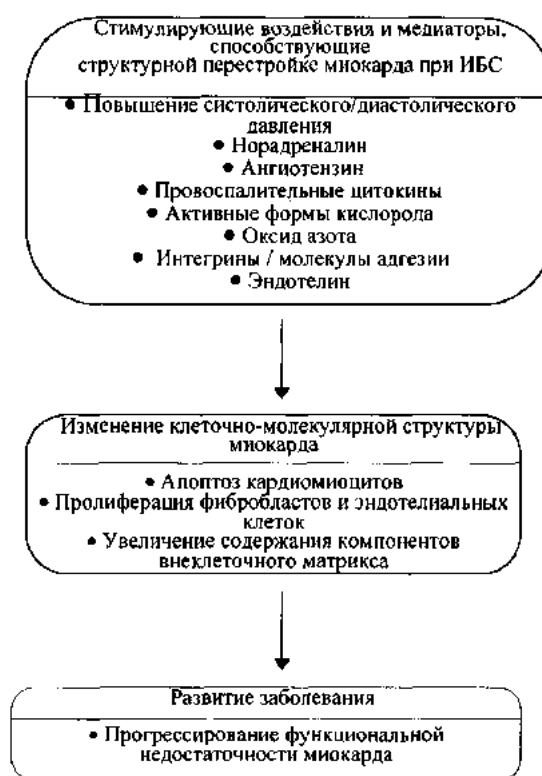 Стимулирующие воздействия и медиаторы,
способствующие
структурной перестройке миокарда при ИБС
● Повышение систолического/диастолического
давления
● Норадреналин
● Ангиотензин
● Провоспалительные цитокины
● Активные формы кислорода
● Оксид азота
● Интегрины / молекулы адгезии
● Эндотелин
Изменение клеточно-молекулярной структуры
миокарда
● Апоптоз кардиомиоцитов
● Пролиферация фибробластов и эндотелиальных
клеток
● Увеличение содержания компонентов
внеклеточного матрикса
Развитие заболевания
● Прогрессирование функциональной
недостаточности миокарда